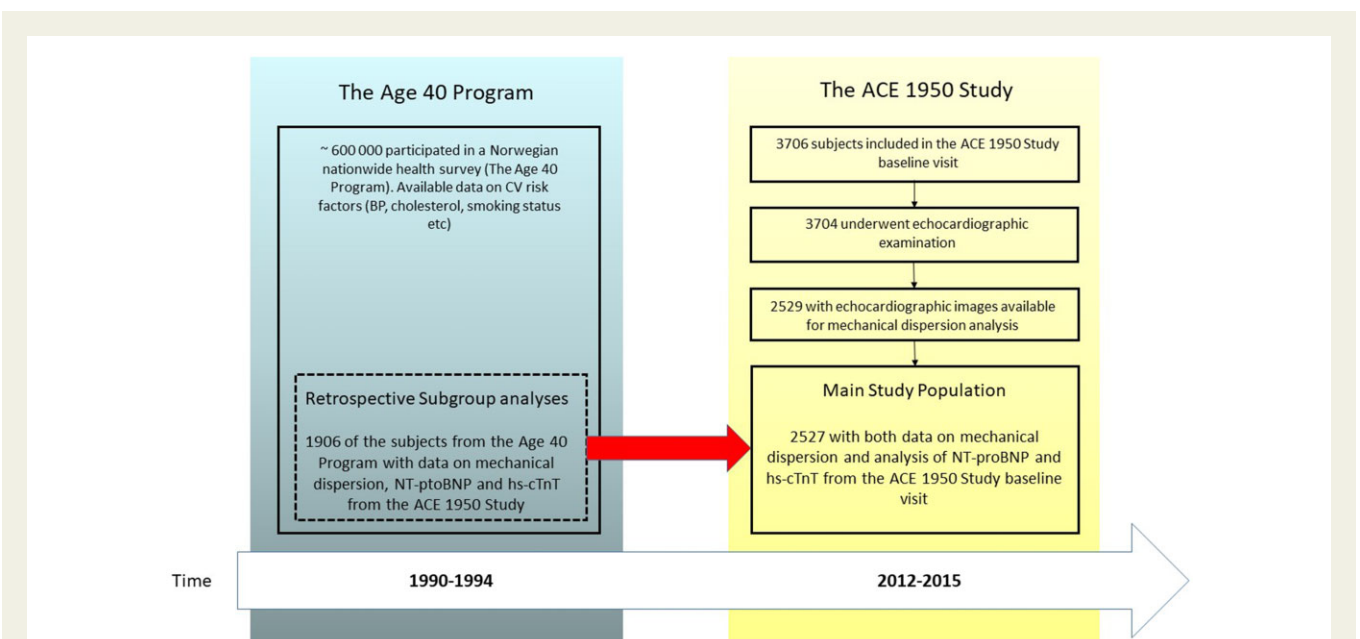 The Age 40 Program
~ 600 000 participated in a Norwegian
nationwide health survey (The Age 40
Program). Available data on CV risk
factors (BP, cholesterol, smoking status
etc)
Retrospective Subgroup analyses
1906 of the subjects from the Age 40
Program with data on mechanical
dispersion, NT-ptoBNP and hs-cTnT
from the ACE 1950 Study
The ACE 1950 Study
3706 subjects included in the ACE 1950 Study
baseline visit
3704 underwent echocardiographic
examination
2529 with echocardiographic images available
for mechanical dispersion analysis
Main Study Population
2527 with both data on mechanical
dispersion and analysis of NT-proBNP and
hs-cTnT from the ACE 1950 Study baseline
visit
Time
1990-1994
2012-2015